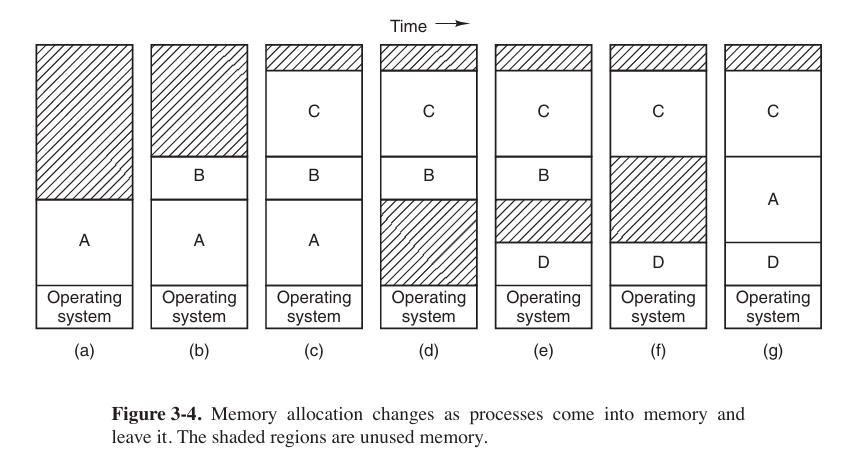 Time
C
C
C
C
C
B
B
B
B
A
A
A
A
D
D
D
Operating
system
Operating
system
Operating
system
Operating
system
Operating
system
Operating
system
Operating
system
(a)
(b)
(c)
(d)
(e)
(f)
(g)
Figure 3-4. Memory allocation changes as processes come into memory and
leave it. The shaded regions are unused memory.